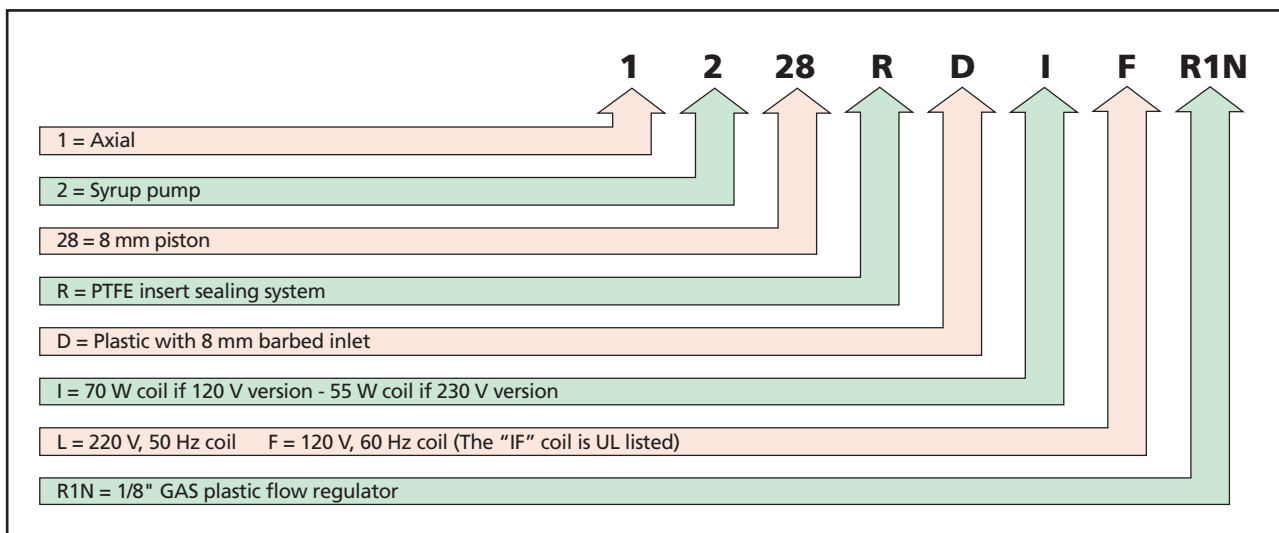 1 2 28 R D I F R1N
1 = Axial
2 = Syrup pump
28 = 8 mm piston
R = PTFE insert sealing system
D = Plastic with 8 mm barbed inlet
I = 70 W coil if 120 V version - 55 W coil if 230 V version
L = 220 V, 50 Hz coil F = 120 V, 60 Hz coil (The “IF” coil is UL listed)
R1N = 1/8" GAS plastic flow regulator